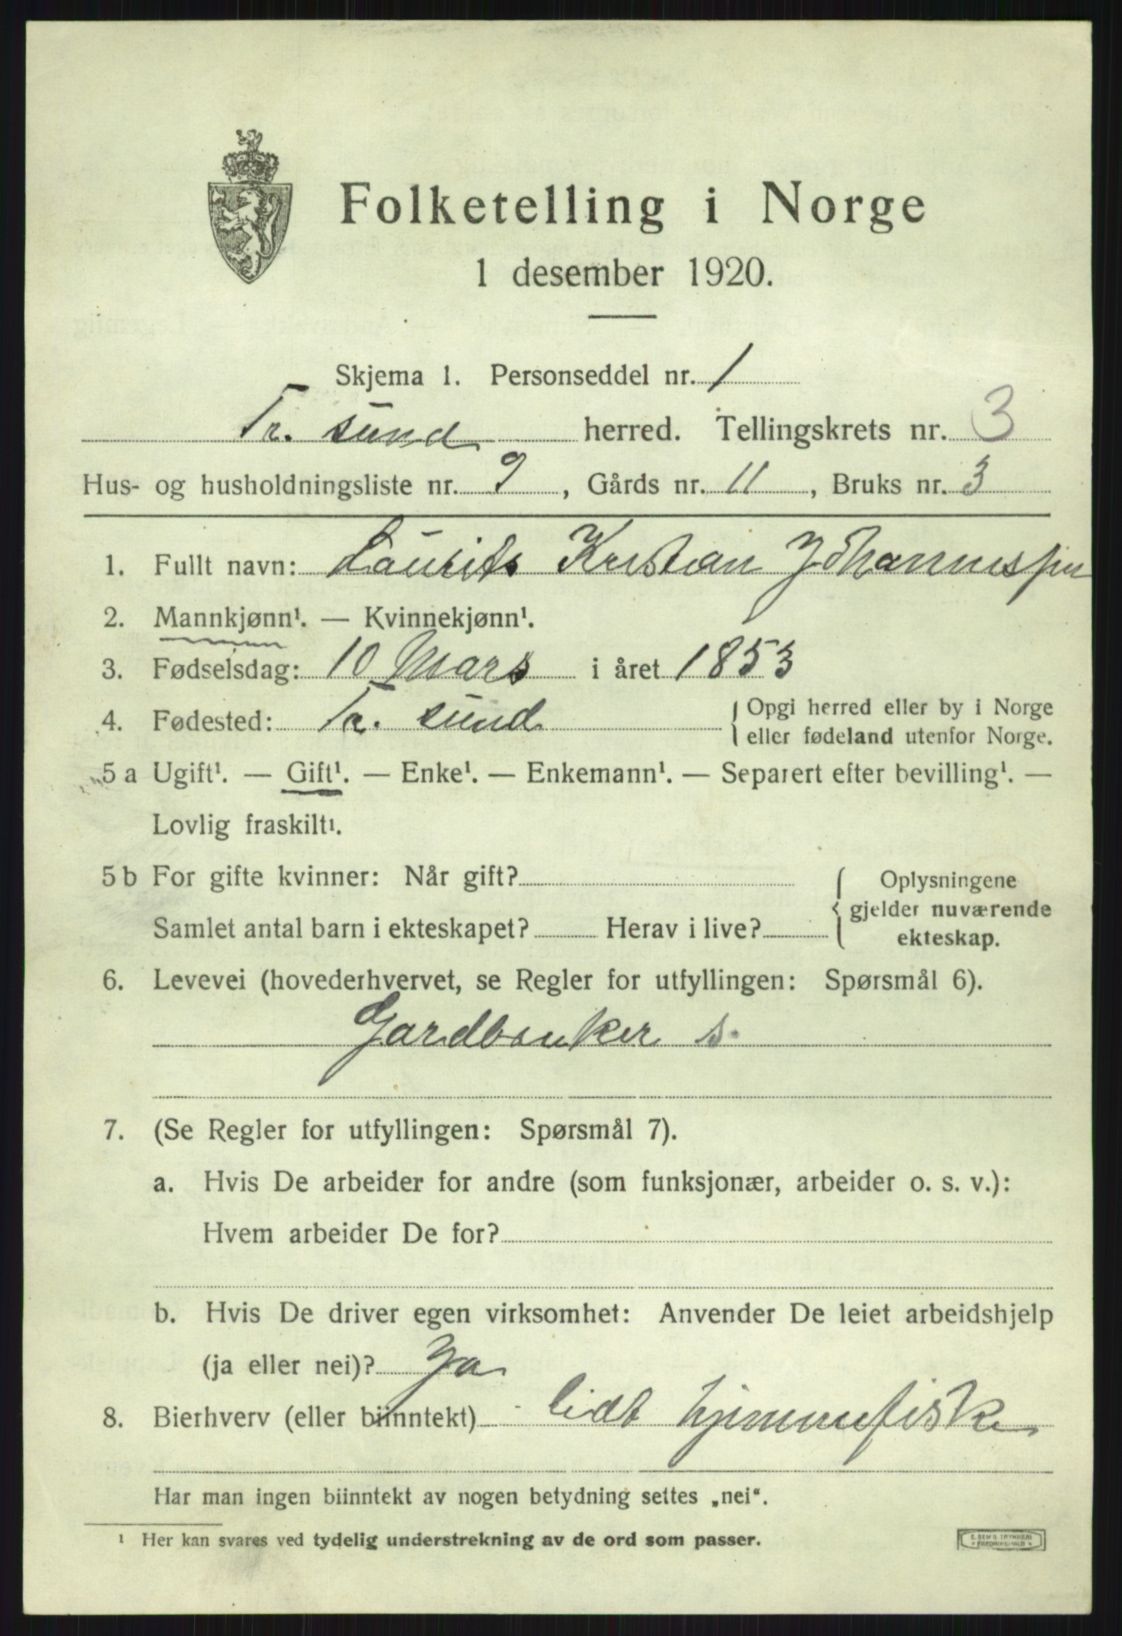 Folketelling i Norge
1 desember 1920.
Skjema 1. Personseddel nr. 1
Tr. sund herred. Tellingskrets nr. 3
Hus- og husholdningsliste nr. 9, Gårds nr. 11, Bruks nr. 3
1. Fullt navn: Laurits Kristian Johannessen
2. Mannkjønn¹. — Kvinnekjønn¹.
3. Fødselsdag: 10 Mars i året 1853
4. Fødested: Tr. sund { Opgi herred eller by i Norge
eller fødeland utenfor Norge.
5 a Ugift¹. — Gift¹. — Enke¹. — Enkemann¹. — Separert efter bevilling¹. —
Lovlig fraskilt¹.
5 b For gifte kvinner: Når gift? { Oplysningene
gjelder nuværende
Samlet antal barn i ekteskapet? Herav i live?
ekteskap.
6. Levevei (hovederhvervet, se Regler for utfyllingen: Spørsmål 6).
Gardbruker s.
7. (Se Regler for utfyllingen: Spørsmål 7).
a. Hvis De arbeider for andre (som funksjonær, arbeider o. s. v.):
Hvem arbeider De for?
b. Hvis De driver egen virksomhet: Anvender De leiet arbeidshjelp
(ja eller nei)? Ja
8. Bierhverv (eller biinntekt) lidt hjemmefiske
Har man ingen biinntekt av nogen betydning settes „nei“.
¹ Her kan svares ved tydelig understrekning av de ord som passer.